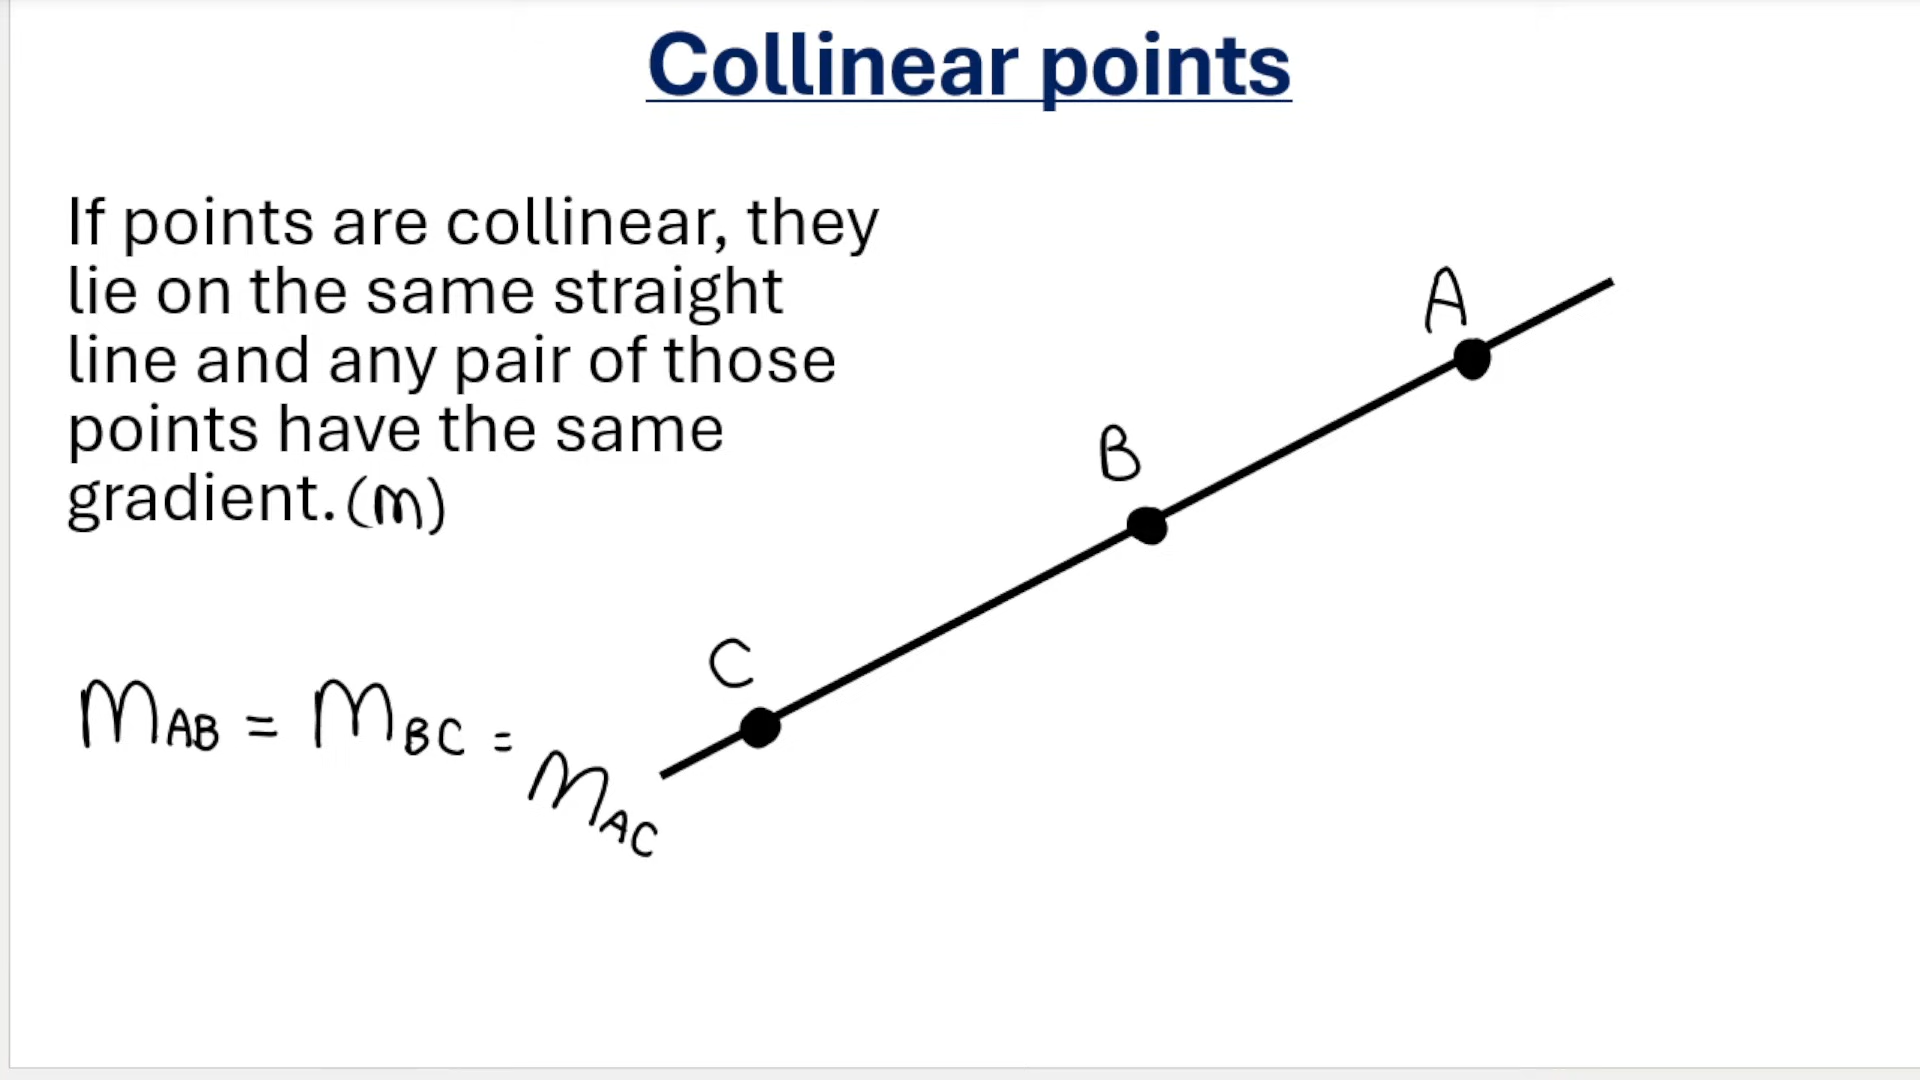 Collinear points
If points are collinear, they
lie on the same straight
line and any pair of those
points have the same
gradient. (m)
A
B
C
MAB = MBC =
MAC